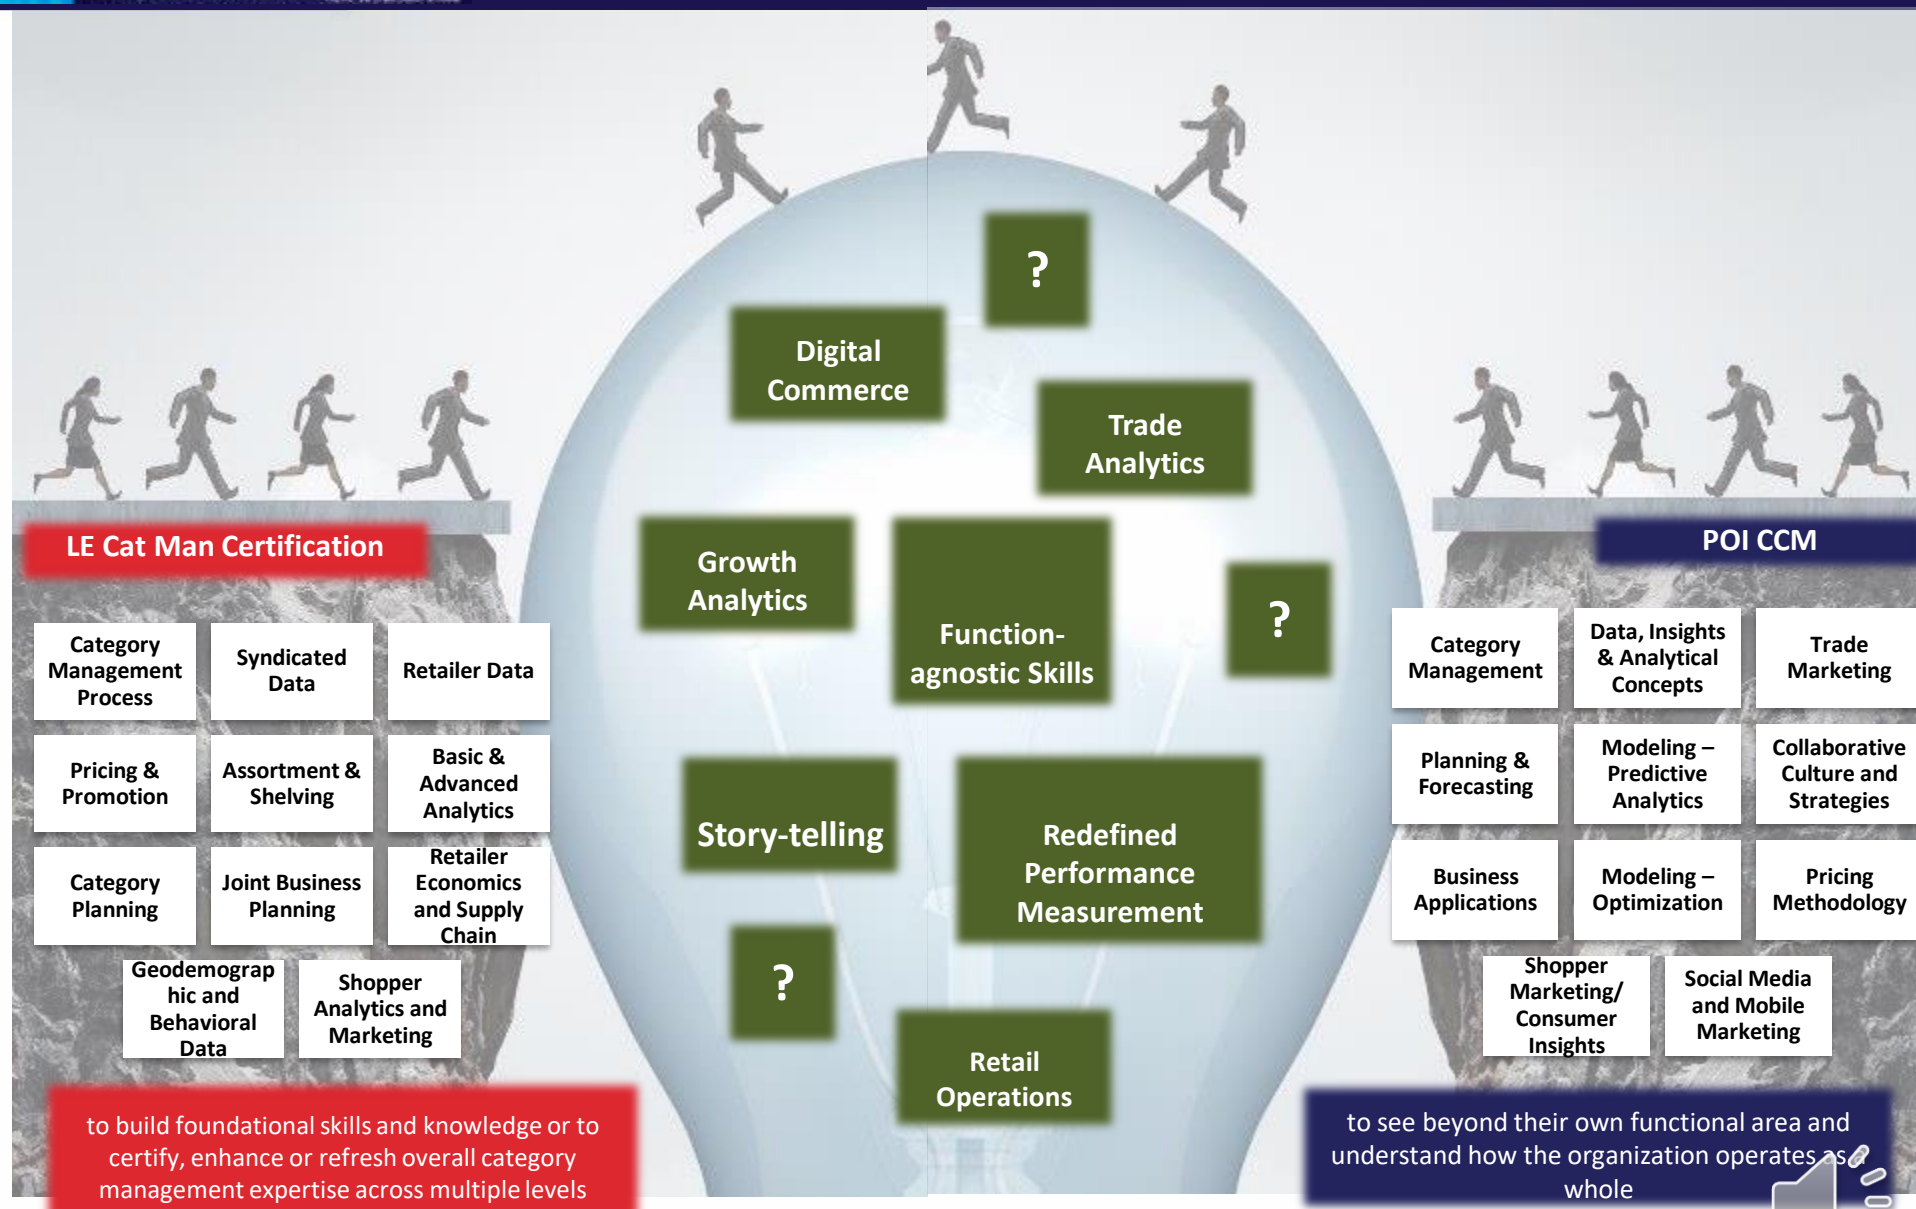 ?
Digital
Commerce
Trade
Analytics
Growth
Analytics
Function-
agnostic Skills
?
Story-telling
Redefined
Performance
Measurement
?
Retail
Operations
LE Cat Man Certification
Category
Management
Process
Syndicated
Data
Retailer Data
Pricing &
Promotion
Assortment &
Shelving
Basic &
Advanced
Analytics
Category
Planning
Joint Business
Planning
Retailer
Economics
and Supply
Chain
Geodemograp
hic and
Behavioral
Data
Shopper
Analytics and
Marketing
to build foundational skills and knowledge or to
certify, enhance or refresh overall category
management expertise across multiple levels
POI CCM
Category
Management
Data, Insights
& Analytical
Concepts
Trade
Marketing
Planning &
Forecasting
Modeling –
Predictive
Analytics
Collaborative
Culture and
Strategies
Business
Applications
Modeling –
Optimization
Pricing
Methodology
Shopper
Marketing/
Consumer
Insights
Social Media
and Mobile
Marketing
to see beyond their own functional area and
understand how the organization operates as a
whole